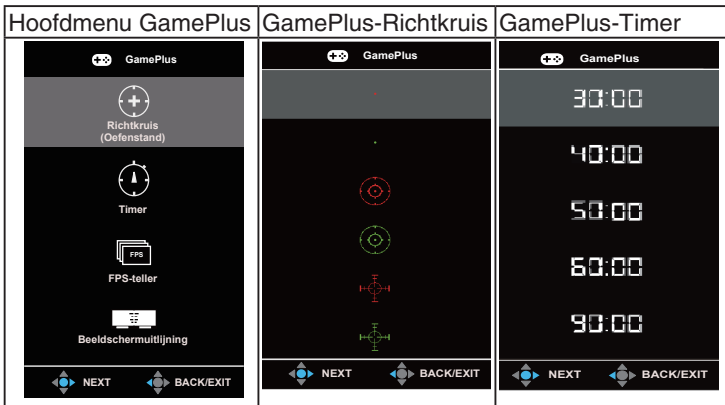 Hoofdmenu GamePlus
GamePlus-Richtkruis
GamePlus-Timer
GamePlus
Richtkruis
(Oefenstand)
Timer
FPS
FPS-teller
Beeldschermuitlijning
NEXT
BACK/EXIT
GamePlus
NEXT
BACK/EXIT
GamePlus
30:00
40:00
50:00
60:00
90:00
NEXT
BACK/EXIT